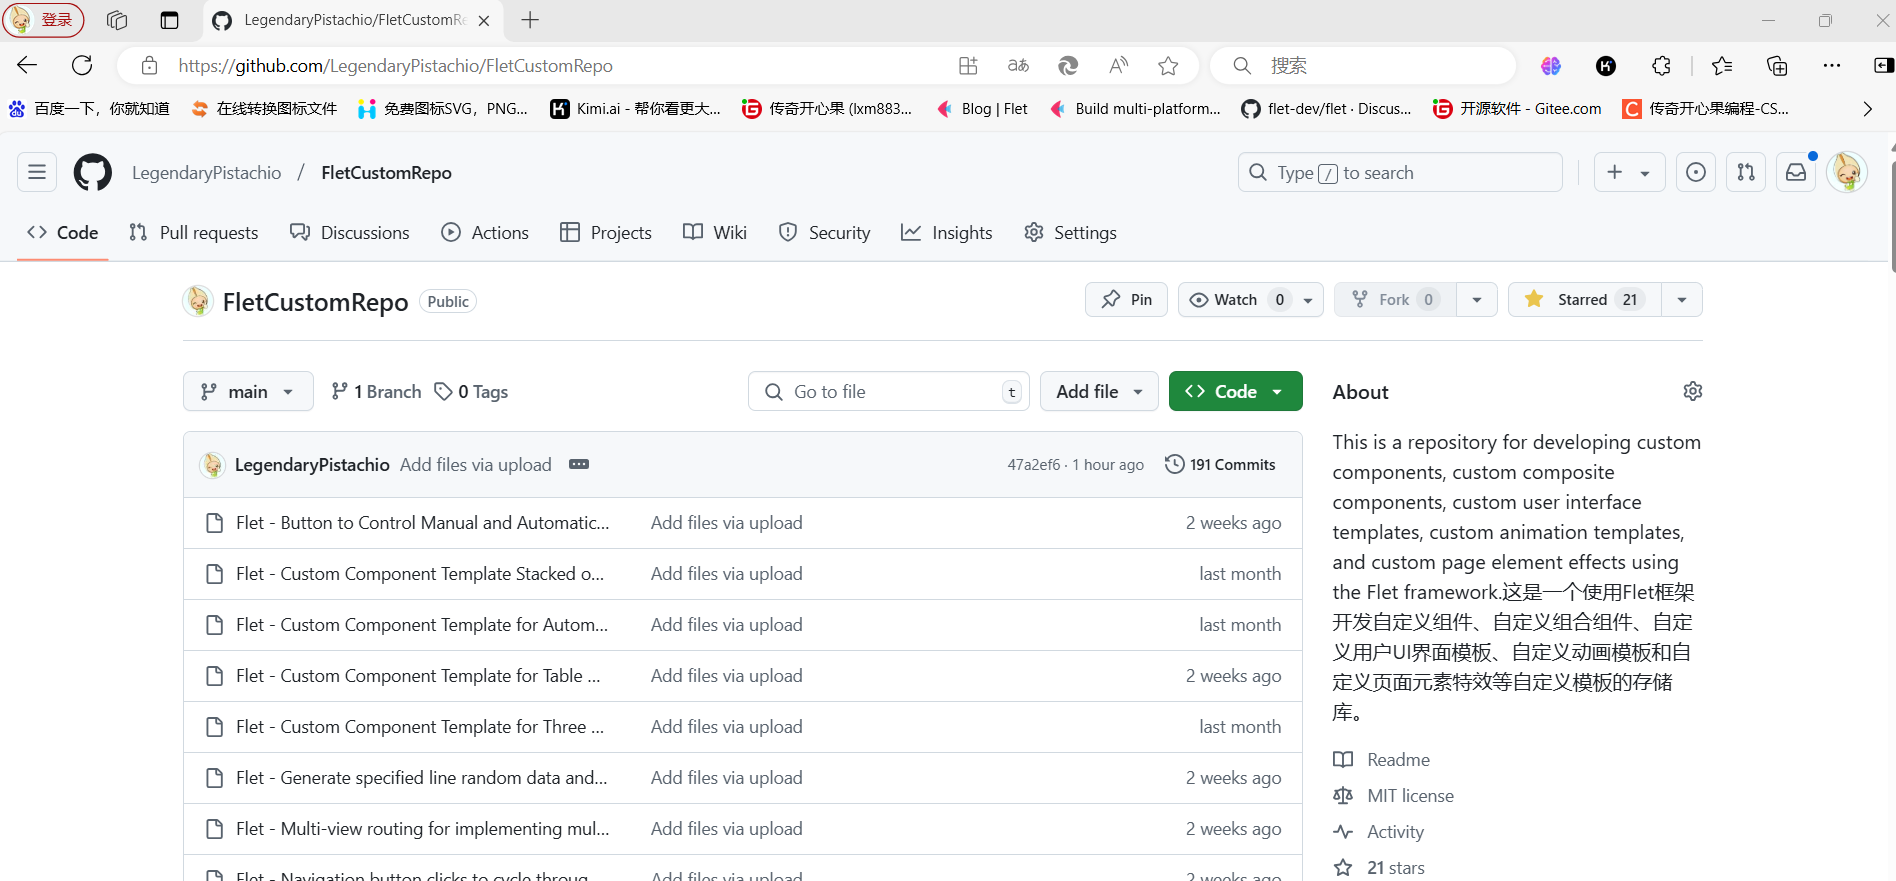 登录
LegendaryPistachio/FletCustomRe
https://github.com/LegendaryPistachio/FletCustomRepo
aあ
搜索
百度一下，你就知道
在线转换图标文件
免费图标SVG，PNG...
Kimi.ai - 帮你看更大...
传奇开心果 (lxm883...
Blog | Flet
Build multi-platform...
flet-dev/flet · Discus...
开源软件 - Gitee.com
传奇开心果编程-CS...
LegendaryPistachio / FletCustomRepo
Type / to search
Code
Pull requests
Discussions
Actions
Projects
Wiki
Security
Insights
Settings
FletCustomRepo Public
Pin
Watch 0
Fork 0
Starred 21
main
1 Branch
0 Tags
Go to file t
Add file
Code
LegendaryPistachio Add files via upload
47a2ef6 · 1 hour ago
191 Commits
Flet - Button to Control Manual and Automatic... Add files via upload 2 weeks ago
Flet - Custom Component Template Stacked o... Add files via upload last month
Flet - Custom Component Template for Autom... Add files via upload last month
Flet - Custom Component Template for Table ... Add files via upload 2 weeks ago
Flet - Custom Component Template for Three ... Add files via upload last month
Flet - Generate specified line random data and... Add files via upload 2 weeks ago
Flet - Multi-view routing for implementing mul... Add files via upload 2 weeks ago
Flet - Navigation button clicks to cycle throug... Add files via upload 2 weeks ago
About
This is a repository for developing custom
components, custom composite
components, custom user interface
templates, custom animation templates,
and custom page element effects using
the Flet framework.这是一个使用Flet框架
开发自定义组件、自定义组合组件、自定
义用户UI界面模板、自定义动画模板和自
定义页面元素特效等自定义模板的存储
库。
Readme
MIT license
Activity
21 stars